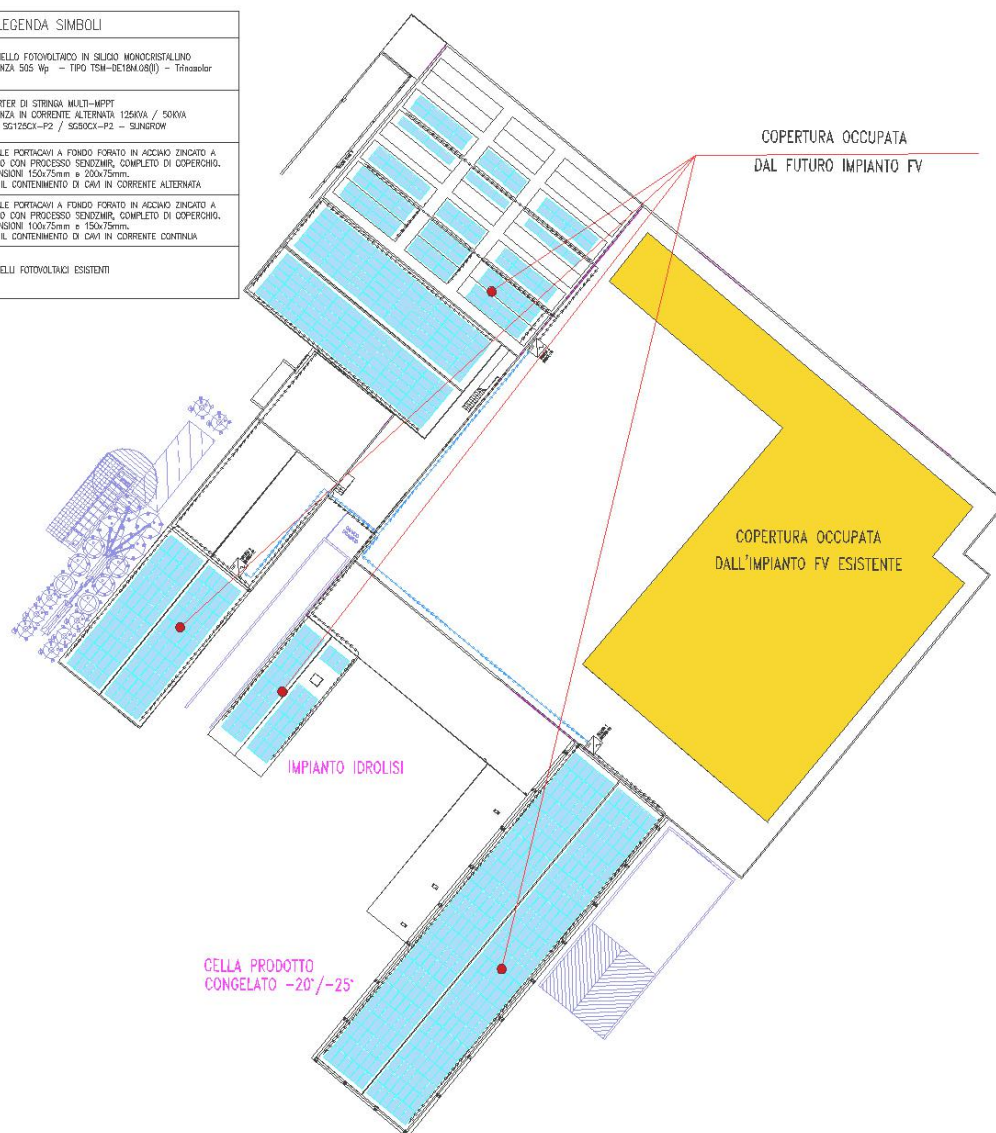 LEGENDA SIMBOLI
ELLO FOTOVOLTAICO IN SILICIO MONOCRISTALLINO
NZA 505 Wp - TIPO TSM-DE18M.08(II) - Trinasolar
RTER DI STRINGA MULTI-MPPT
NZA IN CORRENTE ALTERNATA 125KVA / 50KVA
SG125CX-P2 / SG50CX-P2 - SUNGROW
LE PORTACAVI A FONDO FORATO IN ACCIAIO ZINCATO A
O CON PROCESSO SENDZMIR, COMPLETO DI COPERCHIO.
NSIONI 150x75mm e 200x75mm.
IL CONTENIMENTO DI CAVI IN CORRENTE ALTERNATA
LE PORTACAVI A FONDO FORATO IN ACCIAIO ZINCATO A
O CON PROCESSO SENDZMIR, COMPLETO DI COPERCHIO.
NSIONI 100x75mm e 150x75mm.
IL CONTENIMENTO DI CAVI IN CORRENTE CONTINUA
ELLI FOTOVOLTAICI ESISTENTI
COPERTURA OCCUPATA
DAL FUTURO IMPIANTO FV
COPERTURA OCCUPATA
DALL'IMPIANTO FV ESISTENTE
IMPIANTO IDROLISI
CELLA PRODOTTO
CONGELATO -20°/-25°